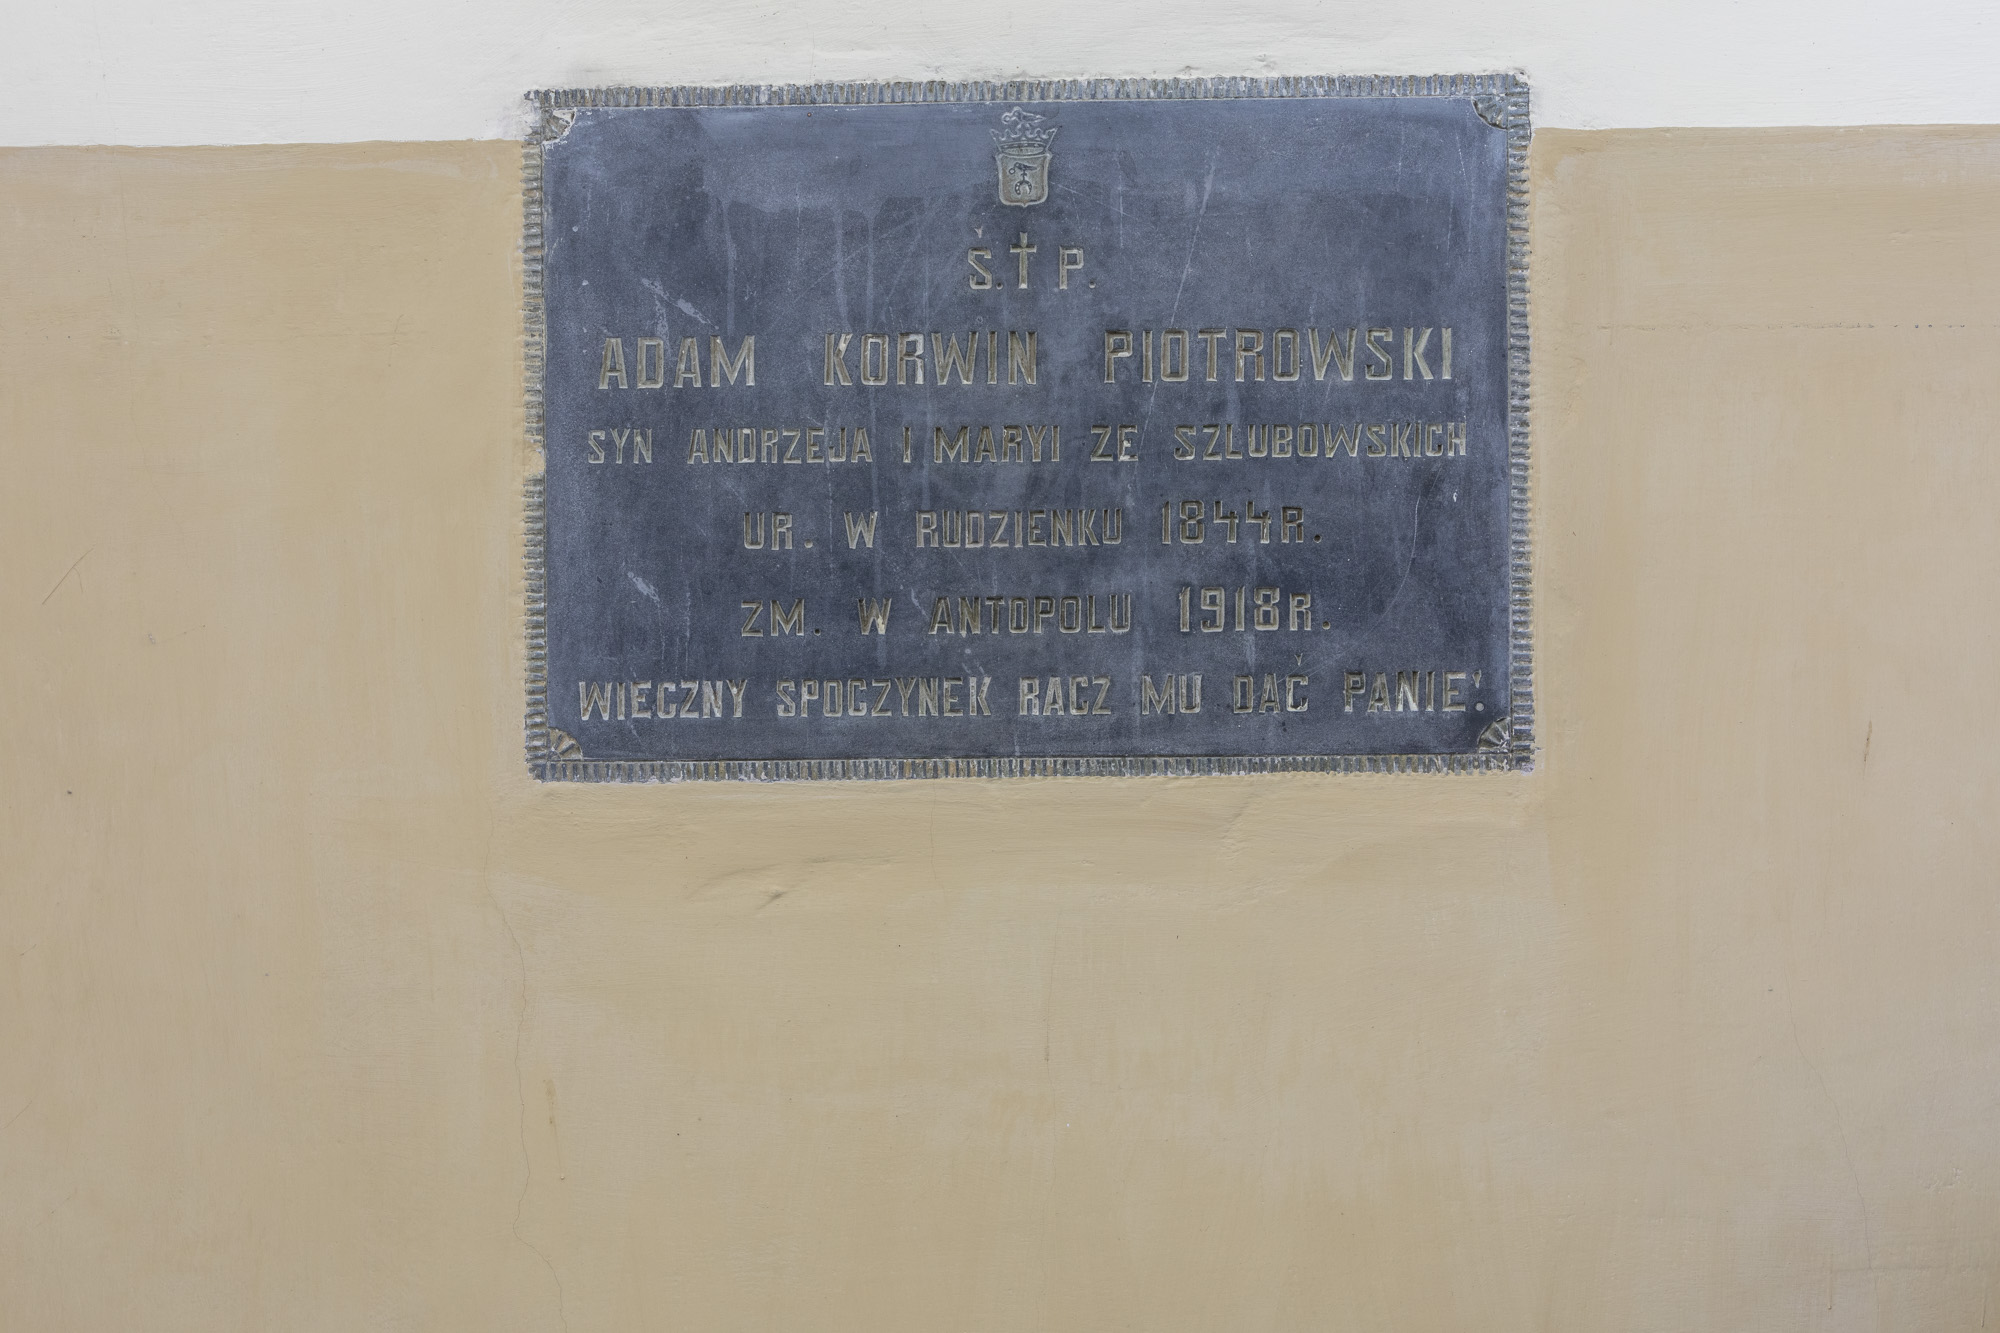 Ś. † P.
ADAM KORWIN PIOTROWSKI
SYN ANDRZEJA I MARYI ZE SZLUBOWSKICH
UR. W RUDZIENKU 1844R.
ZM. W ANTOPOLU 1918R.
WIECZNY SPOCZYNEK RACZ MU DAĆ PANIE!